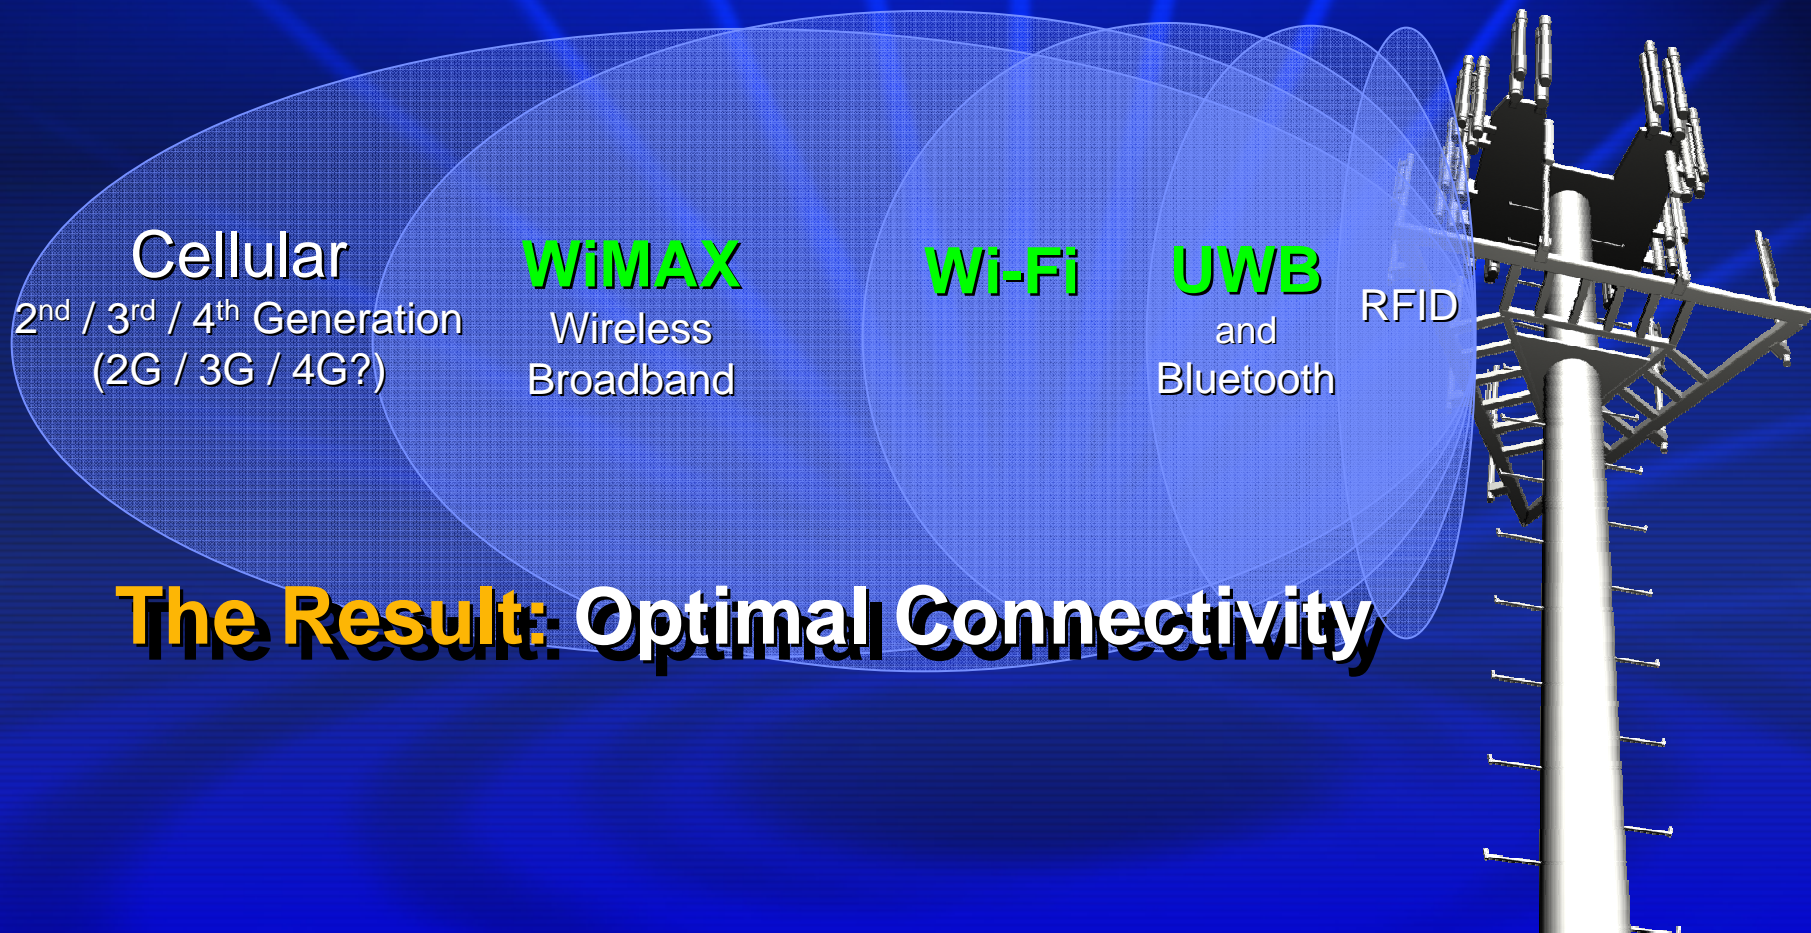 Cellular
2nd / 3rd / 4th Generation
(2G / 3G / 4G?)
WiMAX
Wireless
Broadband
Wi-Fi
UWB
and
Bluetooth
RFID
The Result: Optimal Connectivity